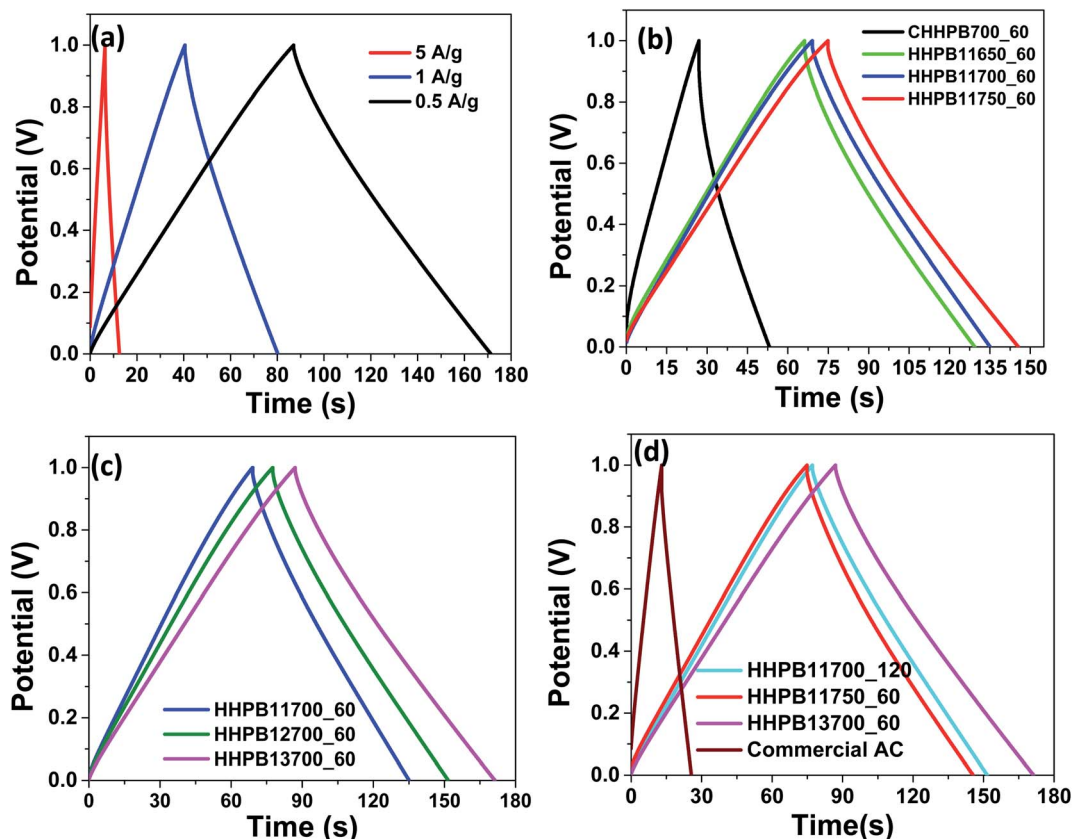 (a)
5 A/g
1 A/g
0.5 A/g
Potential (V)
1.0
0.8
0.6
0.4
0.2
0.0
0 20 40 60 80 100 120 140 160 180
Time (s)
(b)
CHHPB700_60
HHPB11650_60
HHPB11700_60
HHPB11750_60
Potential (V)
1.0
0.8
0.6
0.4
0.2
0.0
0 15 30 45 60 75 90 105 120 135 150
Time (s)
(c)
HHPB11700_60
HHPB12700_60
HHPB13700_60
Potential (V)
1.0
0.8
0.6
0.4
0.2
0.0
0 30 60 90 120 150 180
Time (s)
(d)
HHPB11700_120
HHPB11750_60
HHPB13700_60
Commercial AC
Potential (V)
1.0
0.8
0.6
0.4
0.2
0.0
0 30 60 90 120 150 180
Time(s)